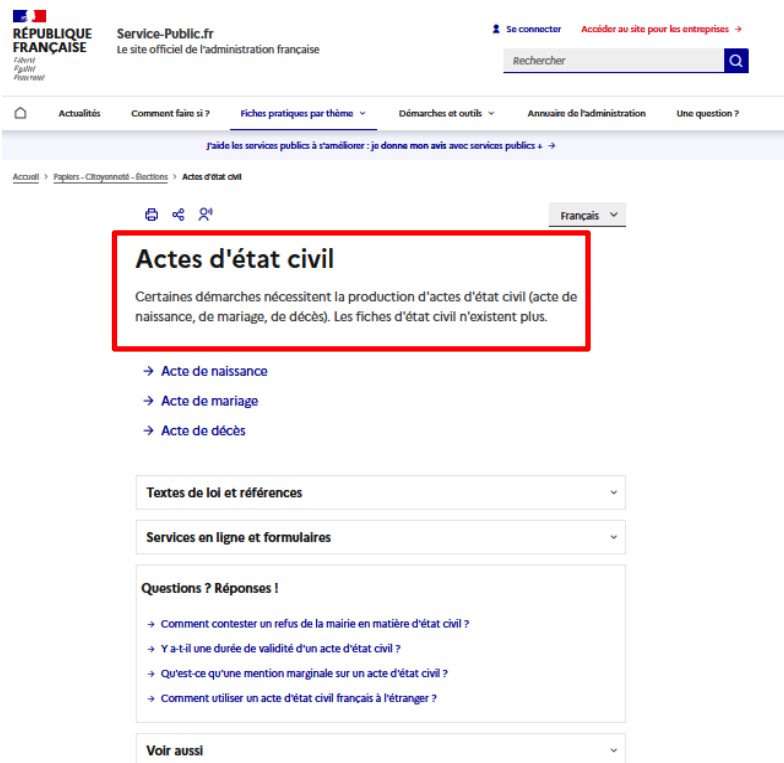 RÉPUBLIQUE
FRANÇAISE
Liberté
Égalité
Fraternité
Service-Public.fr
Le site officiel de l'administration française
Se connecter
Accéder au site pour les entreprises →
Rechercher
Actualités
Comment faire si ?
Fiches pratiques par thème
Démarches et outils
Annuaire de l'administration
Une question ?
J'aide les services publics à s'améliorer : je donne mon avis avec services publics + →
Accueil > Papiers - Citoyenneté - Élections > Actes d'état civil
Français
Actes d'état civil
Certaines démarches nécessitent la production d'actes d'état civil (acte de
naissance, de mariage, de décès). Les fiches d'état civil n'existent plus.
→ Acte de naissance
→ Acte de mariage
→ Acte de décès
Textes de loi et références
Services en ligne et formulaires
Questions ? Réponses !
→ Comment contester un refus de la mairie en matière d'état civil ?
→ Y a-t-il une durée de validité d'un acte d'état civil ?
→ Qu'est-ce qu'une mention marginale sur un acte d'état civil ?
→ Comment utiliser un acte d'état civil français à l'étranger ?
Voir aussi